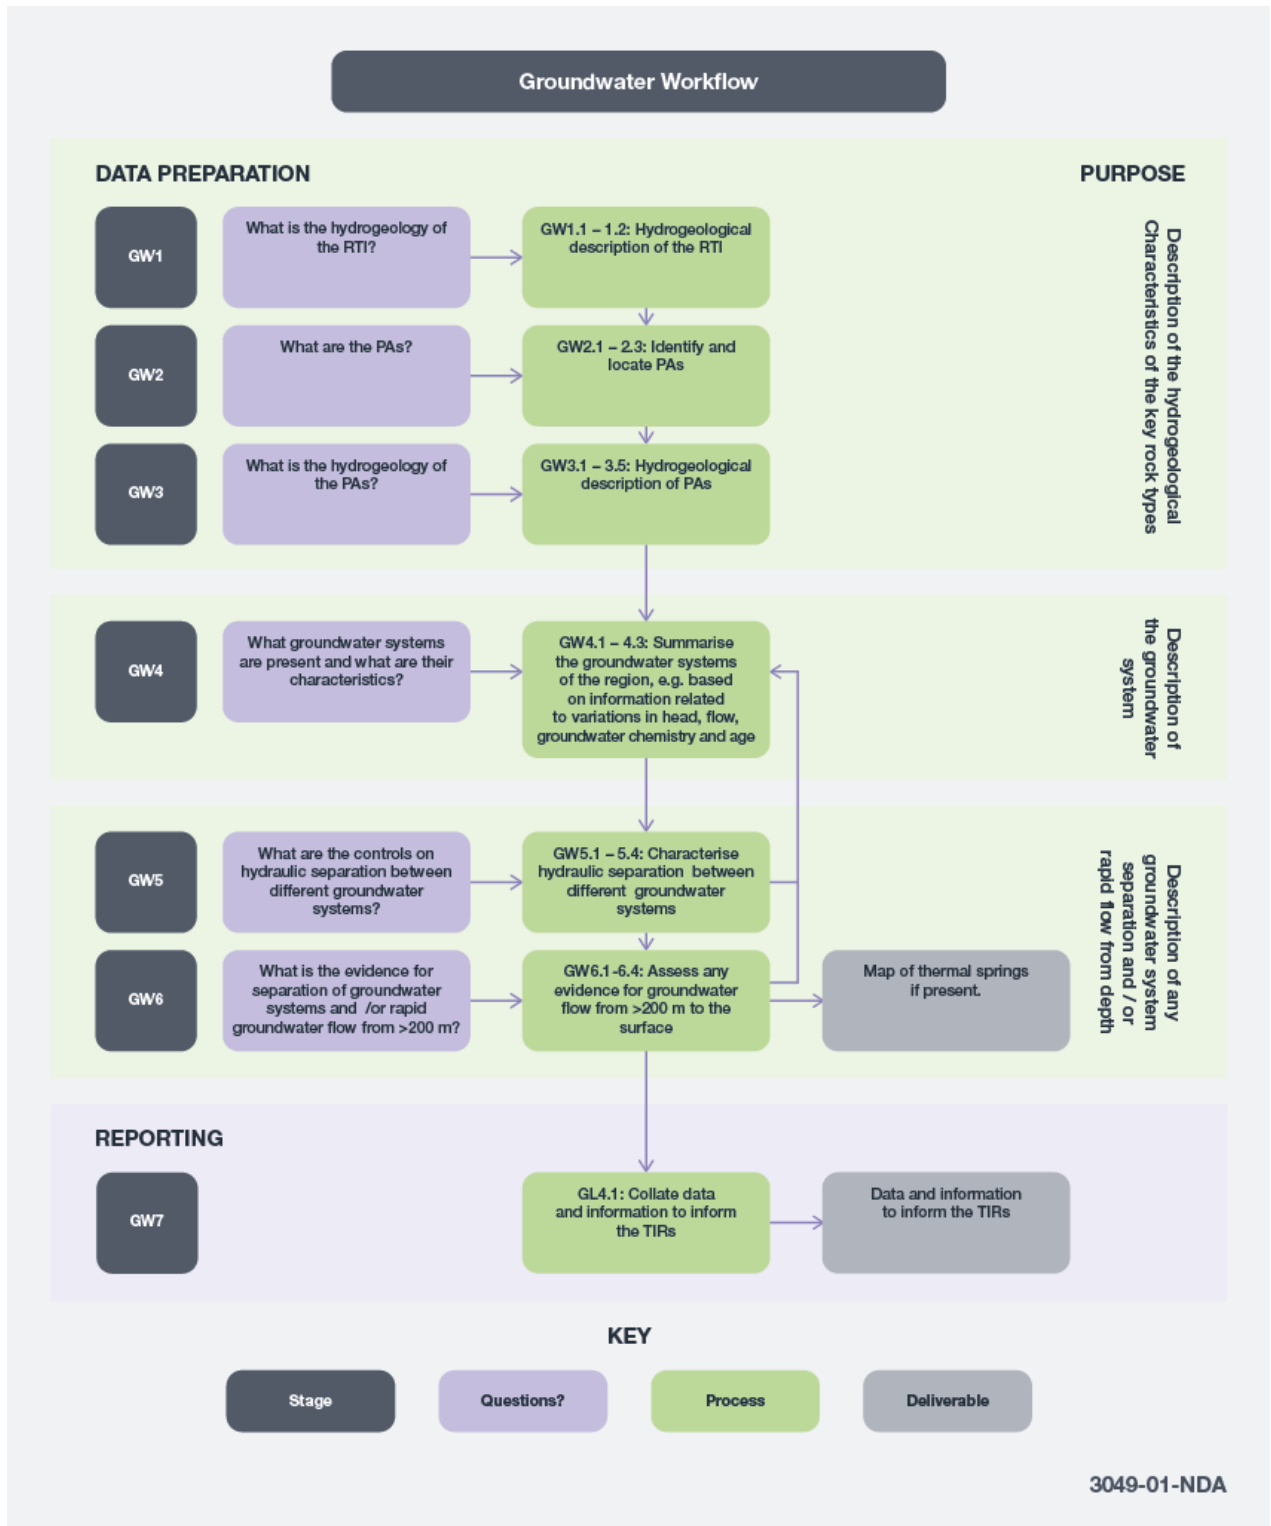 Groundwater Workflow
DATA PREPARATION
PURPOSE
GW1
What is the hydrogeology of
the RTI?
GW1.1 – 1.2: Hydrogeological
description of the RTI
GW2
What are the PAs?
GW2.1 – 2.3: Identify and
locate PAs
GW3
What is the hydrogeology of
the PAs?
GW3.1 – 3.5: Hydrogeological
description of PAs
Description of the hydrogeological
Characteristics of the key rock types
GW4
What groundwater systems
are present and what are their
characteristics?
GW4.1 – 4.3: Summarise
the groundwater systems
of the region, e.g. based
on information related
to variations in head, flow,
groundwater chemistry and age
Description of
the groundwater
system
GW5
What are the controls on
hydraulic separation between
different groundwater
systems?
GW5.1 – 5.4: Characterise
hydraulic separation between
different groundwater
systems
GW6
What is the evidence for
separation of groundwater
systems and /or rapid
groundwater flow from >200 m?
GW6.1-6.4: Assess any
evidence for groundwater
flow from >200 m to the
surface
Map of thermal springs
if present.
Description of any
groundwater system
separation and / or
rapid flow from depth
REPORTING
GW7
GL4.1: Collate data
and information to inform
the TIRs
Data and information
to inform the TIRs
KEY
Stage
Questions?
Process
Deliverable
3049-01-NDA